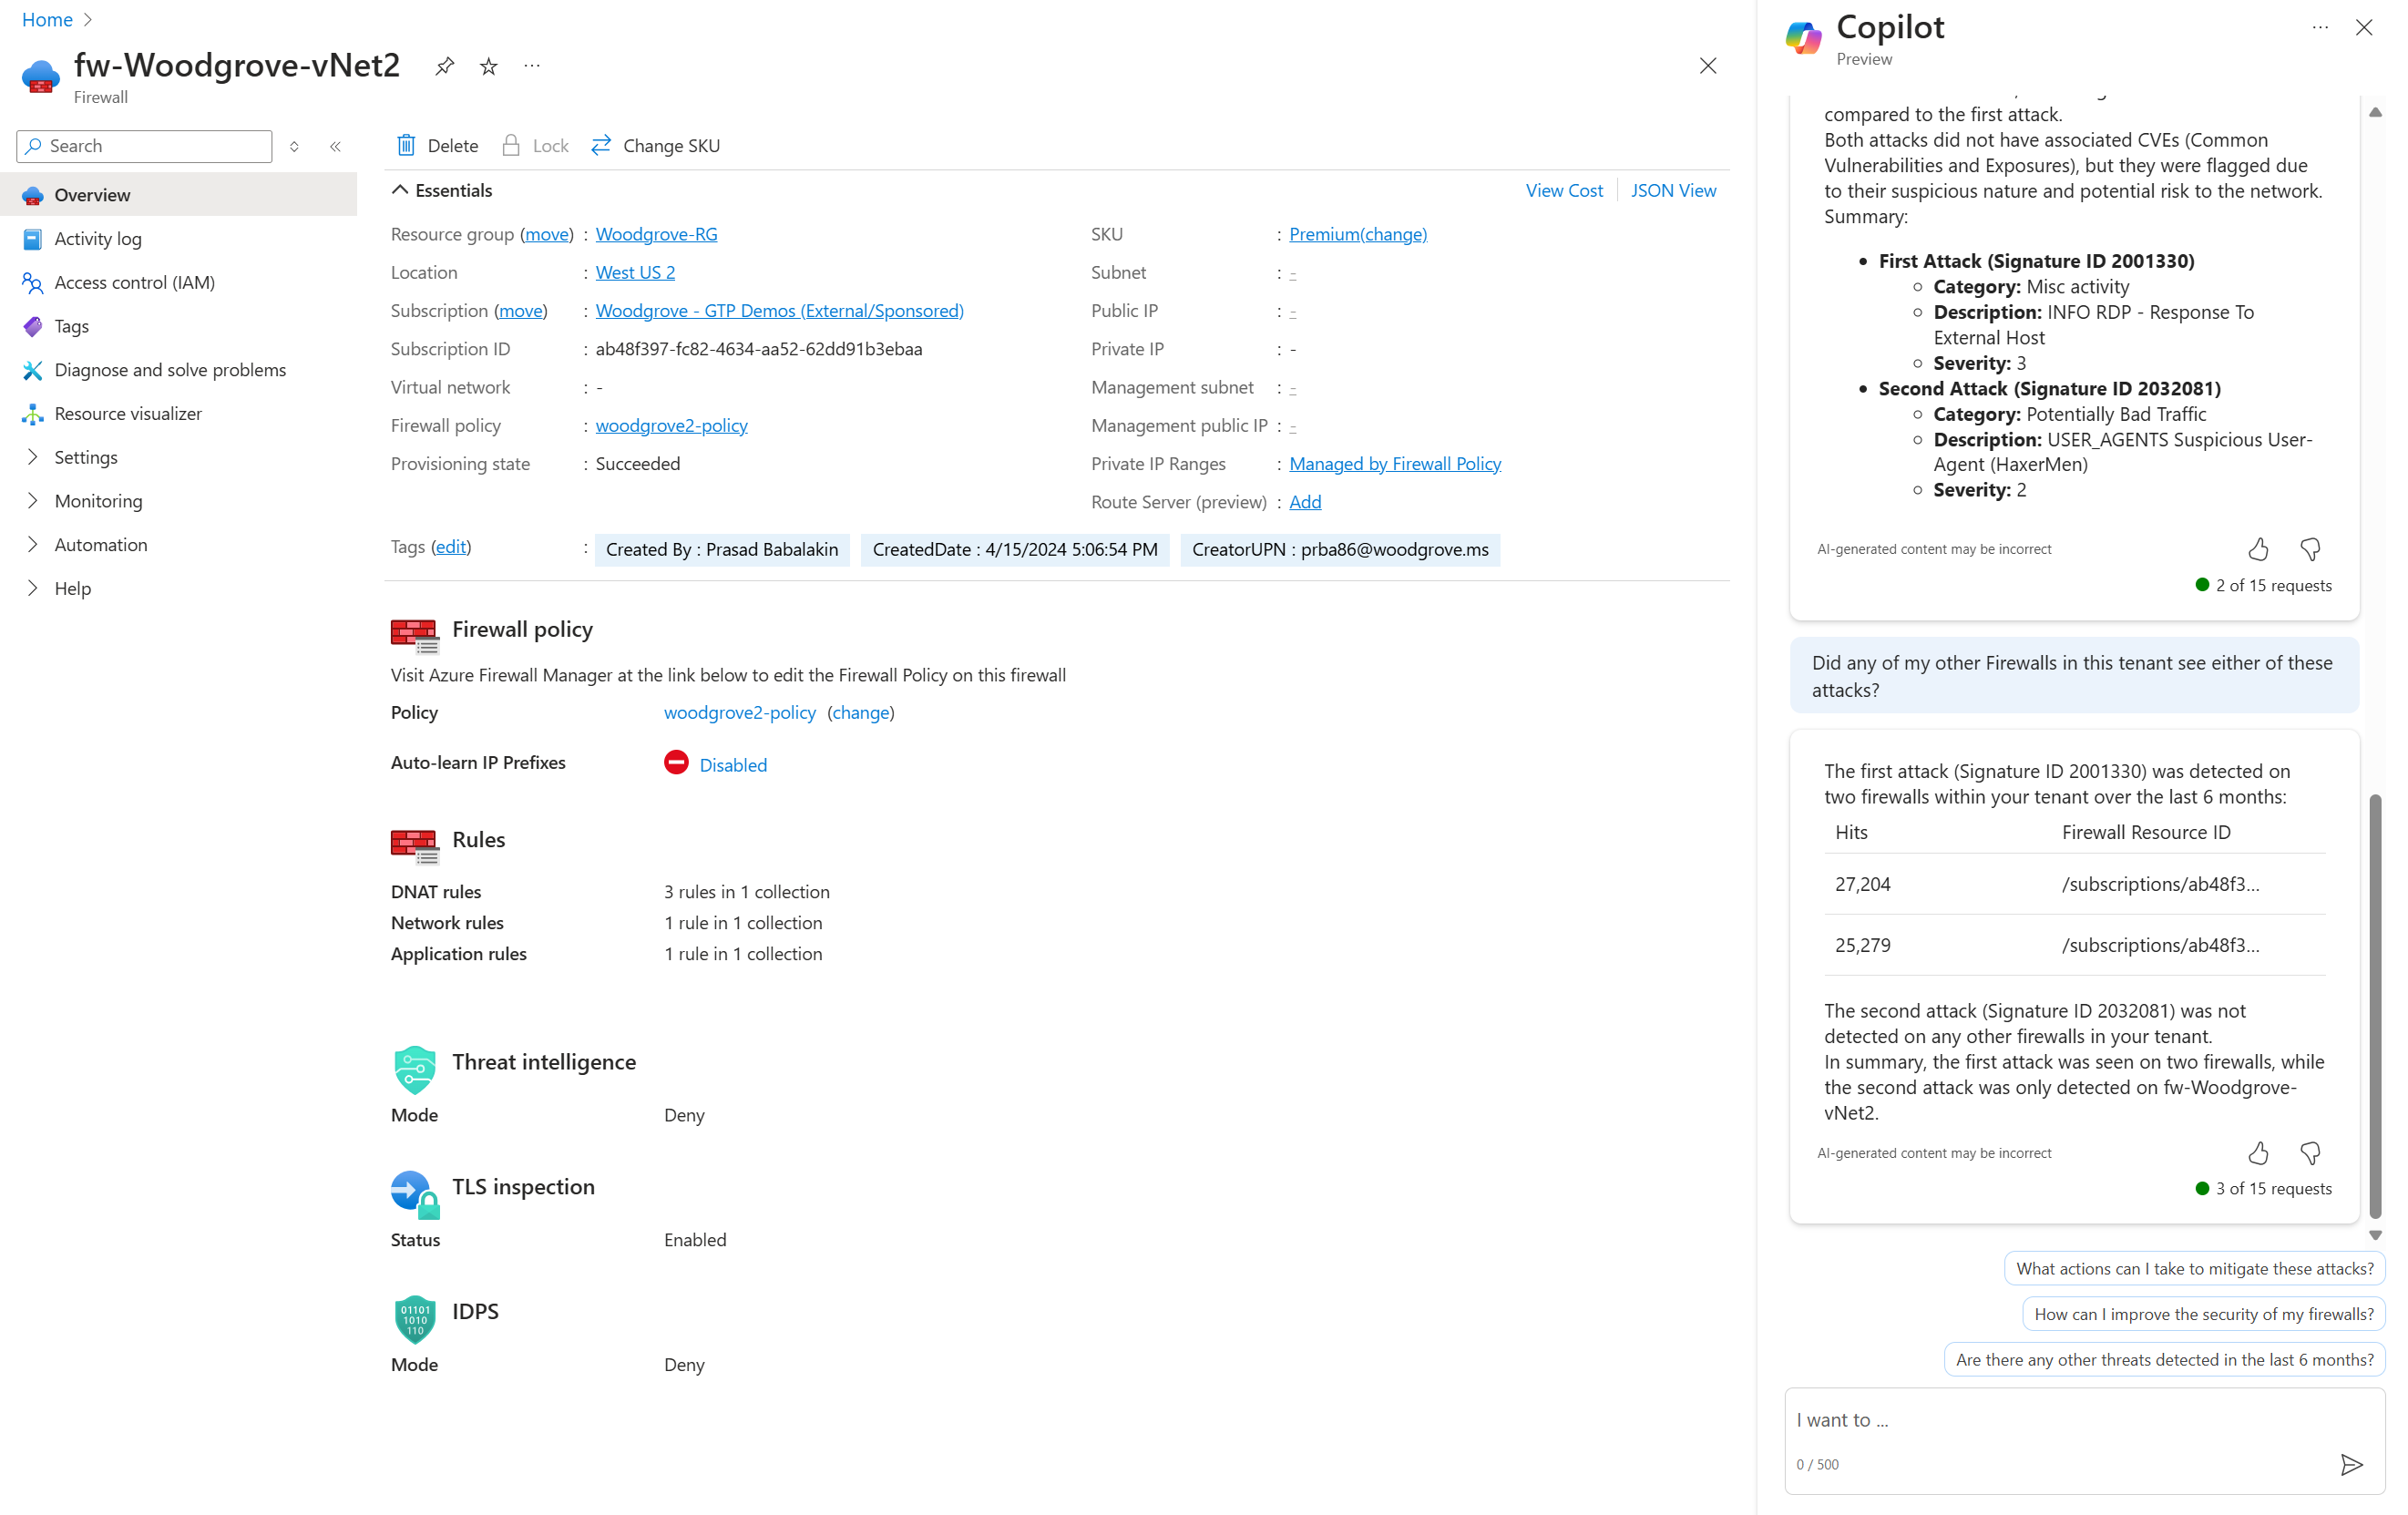 Home
fw-Woodgrove-vNet2
Firewall
Search
Overview
Activity log
Access control (IAM)
Tags
Diagnose and solve problems
Resource visualizer
Settings
Monitoring
Automation
Help
Delete
Lock
Change SKU
Essentials
View Cost
JSON View
Resource group (move) : Woodgrove-RG
Location : West US 2
Subscription (move) : Woodgrove - GTP Demos (External/Sponsored)
Subscription ID : ab48f397-fc82-4634-aa52-62dd91b3ebaa
Virtual network : -
Firewall policy : woodgrove2-policy
Provisioning state : Succeeded
SKU : Premium(change)
Subnet : -
Public IP : -
Private IP : -
Management subnet : -
Management public IP : -
Private IP Ranges : Managed by Firewall Policy
Route Server (preview) : Add
Tags (edit) : Created By : Prasad Babalakin CreatedDate : 4/15/2024 5:06:54 PM CreatorUPN : prba86@woodgrove.ms
Firewall policy
Visit Azure Firewall Manager at the link below to edit the Firewall Policy on this firewall
Policy woodgrove2-policy (change)
Auto-learn IP Prefixes Disabled
Rules
DNAT rules 3 rules in 1 collection
Network rules 1 rule in 1 collection
Application rules 1 rule in 1 collection
Threat intelligence
Mode Deny
TLS inspection
Status Enabled
01101
1010
110
IDPS
Mode Deny
Copilot
Preview
compared to the first attack.
Both attacks did not have associated CVEs (Common
Vulnerabilities and Exposures), but they were flagged due
to their suspicious nature and potential risk to the network.
Summary:
• First Attack (Signature ID 2001330)
◦ Category: Misc activity
◦ Description: INFO RDP - Response To
External Host
◦ Severity: 3
• Second Attack (Signature ID 2032081)
◦ Category: Potentially Bad Traffic
◦ Description: USER_AGENTS Suspicious User-
Agent (HaxerMen)
◦ Severity: 2
AI-generated content may be incorrect
2 of 15 requests
Did any of my other Firewalls in this tenant see either of these
attacks?
The first attack (Signature ID 2001330) was detected on
two firewalls within your tenant over the last 6 months:
Hits Firewall Resource ID
27,204 /subscriptions/ab48f3...
25,279 /subscriptions/ab48f3...
The second attack (Signature ID 2032081) was not
detected on any other firewalls in your tenant.
In summary, the first attack was seen on two firewalls, while
the second attack was only detected on fw-Woodgrove-
vNet2.
AI-generated content may be incorrect
3 of 15 requests
What actions can I take to mitigate these attacks?
How can I improve the security of my firewalls?
Are there any other threats detected in the last 6 months?
I want to ...
0 / 500